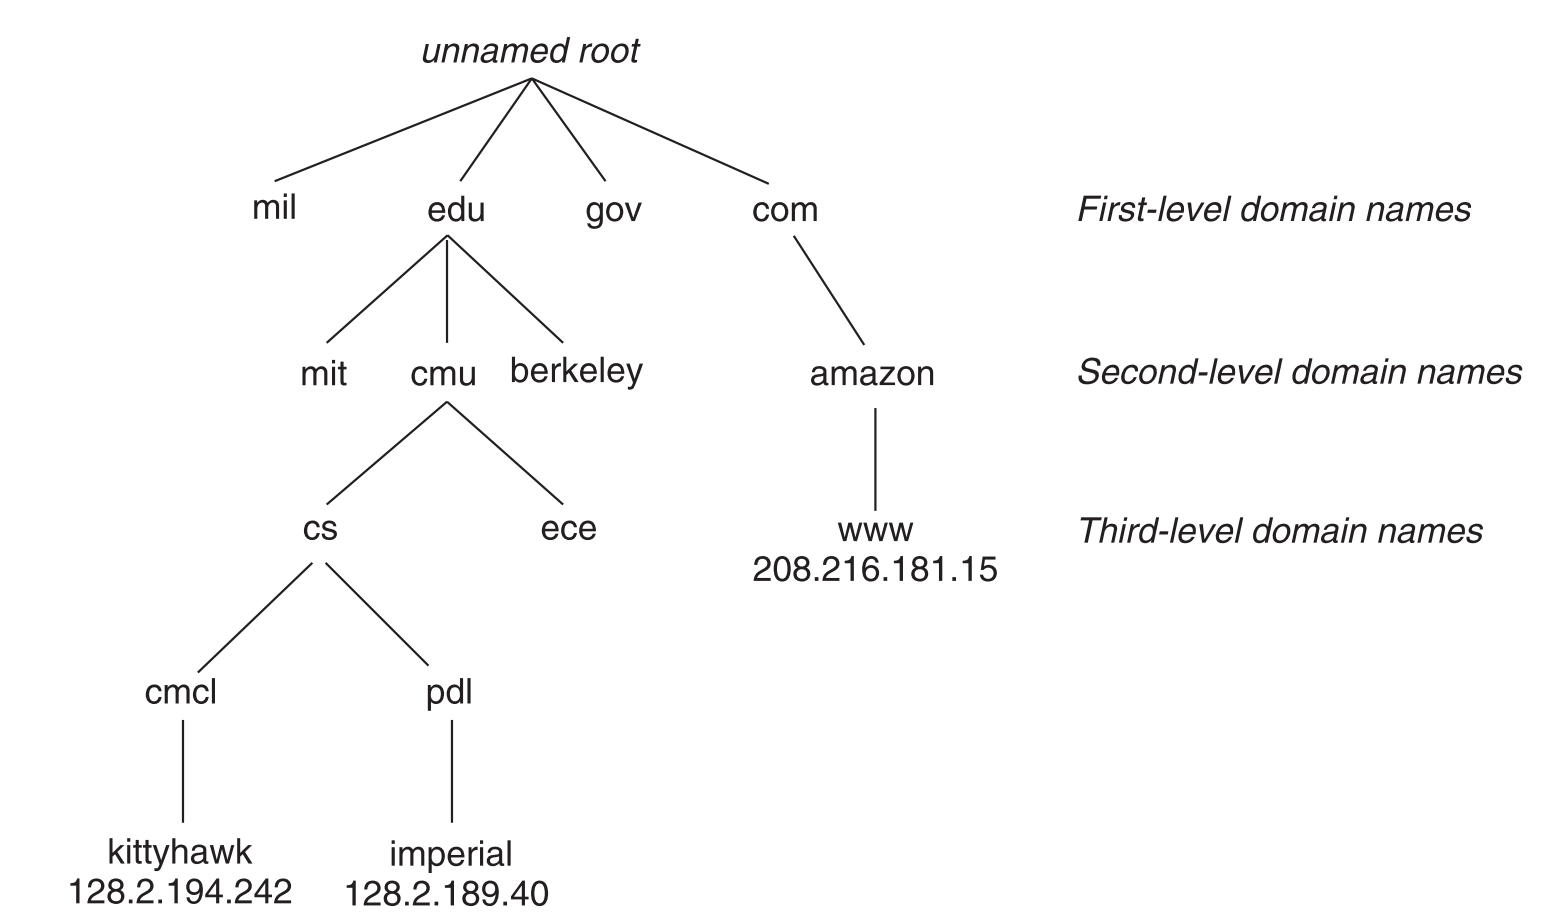 unnamed root
mil edu gov com First-level domain names
mit cmu berkeley amazon Second-level domain names
cs ece www Third-level domain names
208.216.181.15
cmcl pdl
kittyhawk imperial
128.2.194.242 128.2.189.40